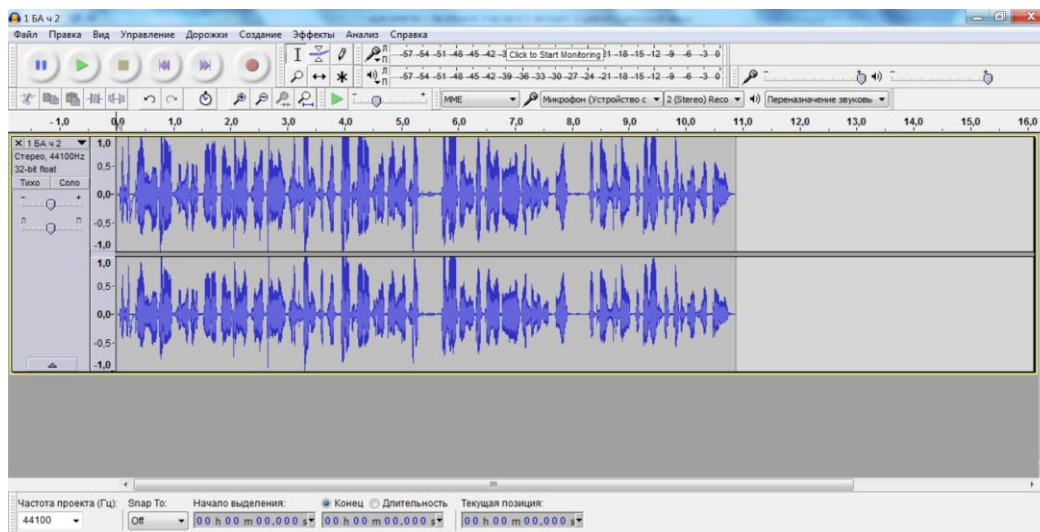 1 БА ч 2
Файл Правка Вид Управление Дорожки Создание Эффекты Анализ Справка
Л П -57 -54 -51 -48 -45 -42 -3 Click to Start Monitoring 21 -18 -15 -12 -9 -6 -3 0
Л П -57 -54 -51 -48 -45 -42 -39 -36 -33 -30 -27 -24 -21 -18 -15 -12 -9 -6 -3 0
MME Микрофон (Устройство с 2 (Stereo) Reco Переназначение звуковы
-1,0 0,0 1,0 2,0 3,0 4,0 5,0 6,0 7,0 8,0 9,0 10,0 11,0 12,0 13,0 14,0 15,0 16,0
X 1 БА ч 2 1,0
Стерео, 44100Hz
32-bit float 0,5
Тихо Соло
- + 0,0
Л П -0,5
-1,0
1,0
0,5
0,0
-0,5
-1,0
Частота проекта (Гц): Snap To: Начало выделения: Конец Длительность Текущая позиция:
44100 Off 00 h 00 m 00,000 s 00 h 00 m 00,000 s 00 h 00 m 00,000 s